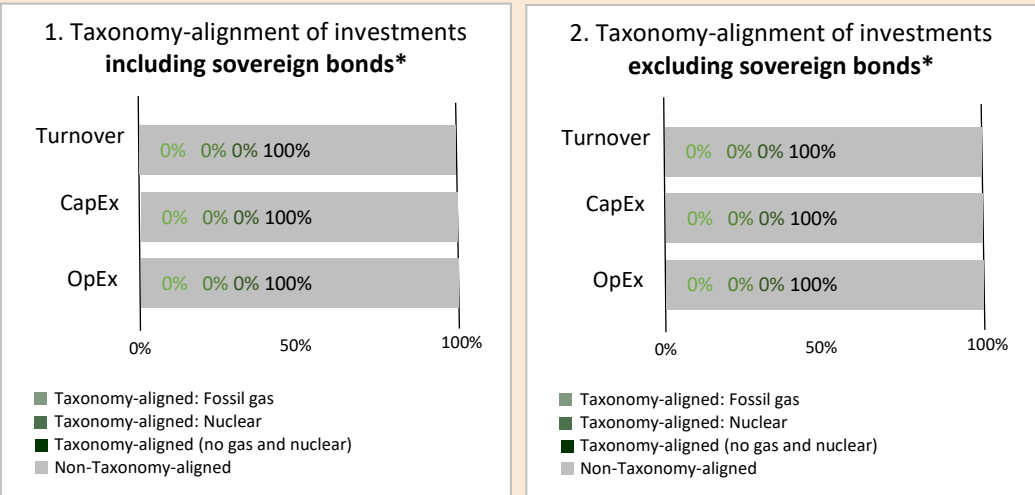 1. Taxonomy-alignment of investments
including sovereign bonds*
Turnover
0% 0% 0% 100%
CapEx
0% 0% 0% 100%
OpEx
0% 0% 0% 100%
0% 50% 100%
Taxonomy-aligned: Fossil gas
Taxonomy-aligned: Nuclear
Taxonomy-aligned (no gas and nuclear)
Non-Taxonomy-aligned
2. Taxonomy-alignment of investments
excluding sovereign bonds*
Turnover
0% 0% 0% 100%
CapEx
0% 0% 0% 100%
OpEx
0% 0% 0% 100%
0% 50% 100%
Taxonomy-aligned: Fossil gas
Taxonomy-aligned: Nuclear
Taxonomy-aligned (no gas and nuclear)
Non-Taxonomy-aligned